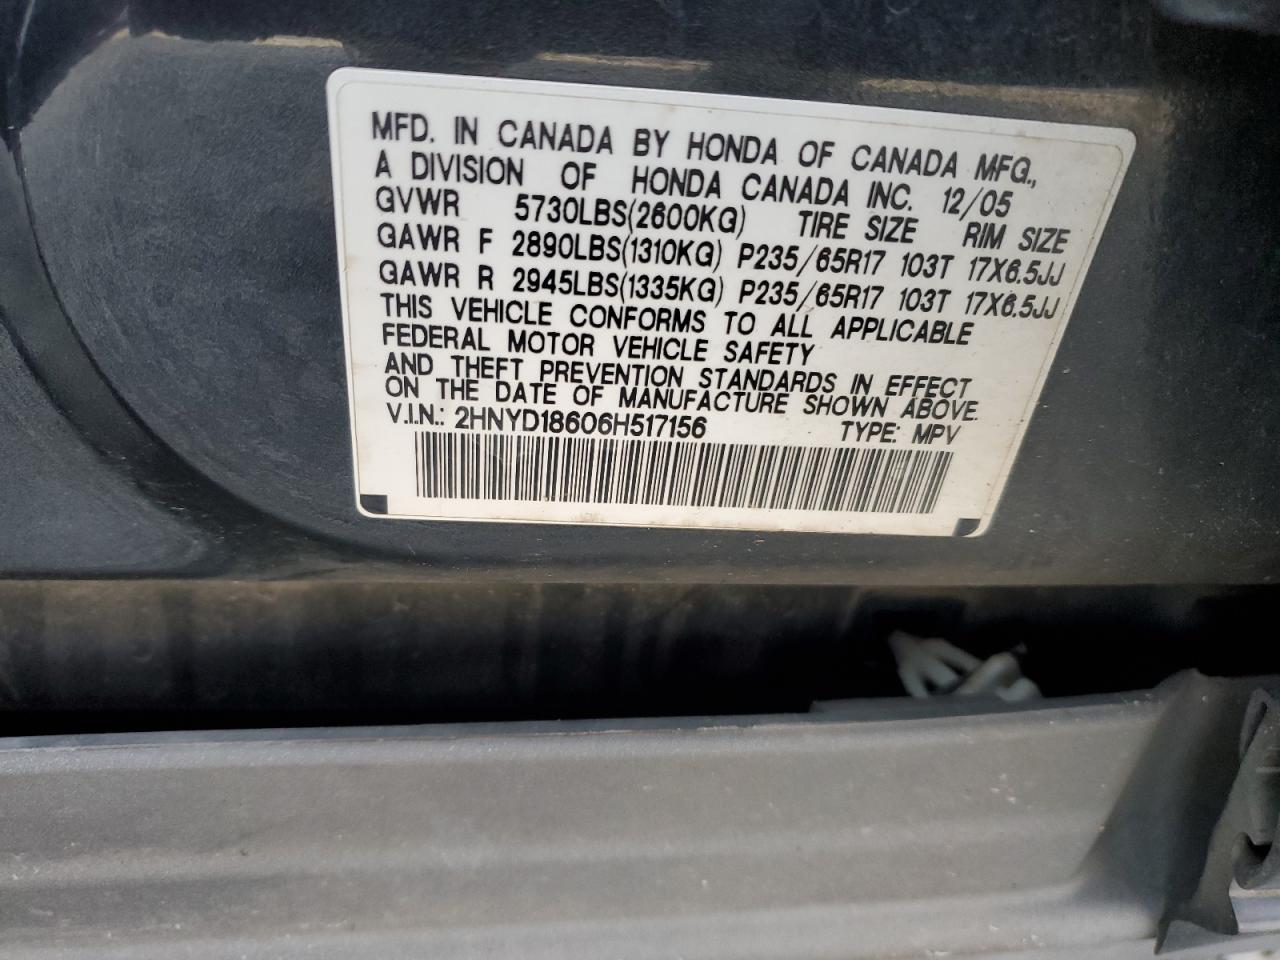 MFD. IN CANADA BY HONDA OF CANADA MFG.,
A DIVISION OF HONDA CANADA INC. 12/05
GVWR 5730LBS(2600KG) TIRE SIZE RIM SIZE
GAWR F 2890LBS(1310KG) P235/65R17 103T 17X6.5JJ
GAWR R 2945LBS(1335KG) P235/65R17 103T 17X6.5JJ
THIS VEHICLE CONFORMS TO ALL APPLICABLE
FEDERAL MOTOR VEHICLE SAFETY
AND THEFT PREVENTION STANDARDS IN EFFECT
ON THE DATE OF MANUFACTURE SHOWN ABOVE.
V.I.N.: 2HNYD18606H517156 TYPE: MPV